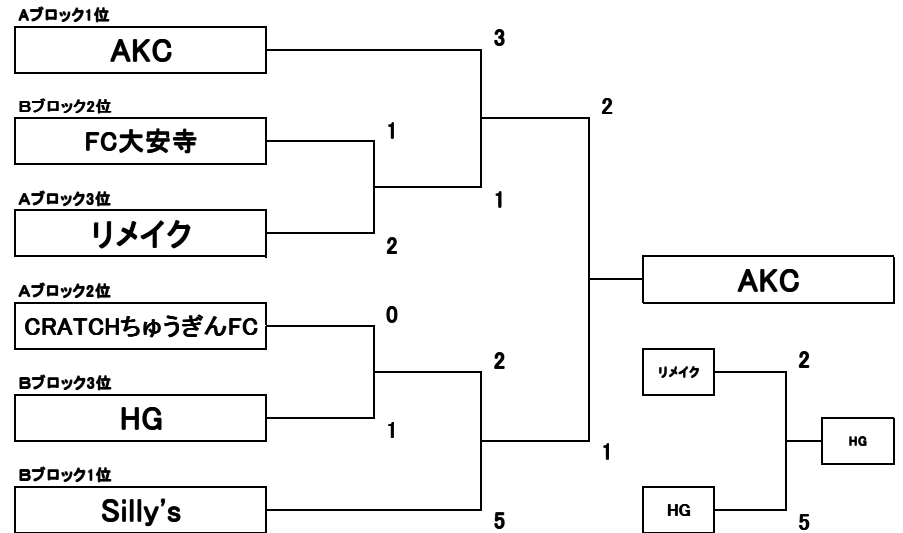 Aブロック1位
AKC
3
2
Bブロック2位
FC大安寺
1
1
Aブロック3位
リメイク
2
AKC
Aブロック2位
CRATCHちゅうぎんFC
0
2
リメイク
2
Bブロック3位
HG
1
1
HG
Bブロック1位
Silly's
5
HG
5